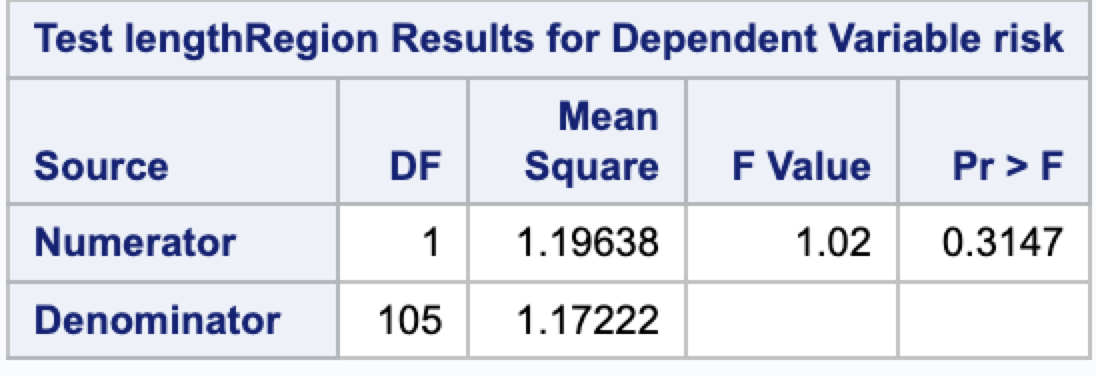 Test lengthRegion Results for Dependent Variable risk
Source DF Mean Square F Value Pr > F
Numerator 1 1.19638 1.02 0.3147
Denominator 105 1.17222